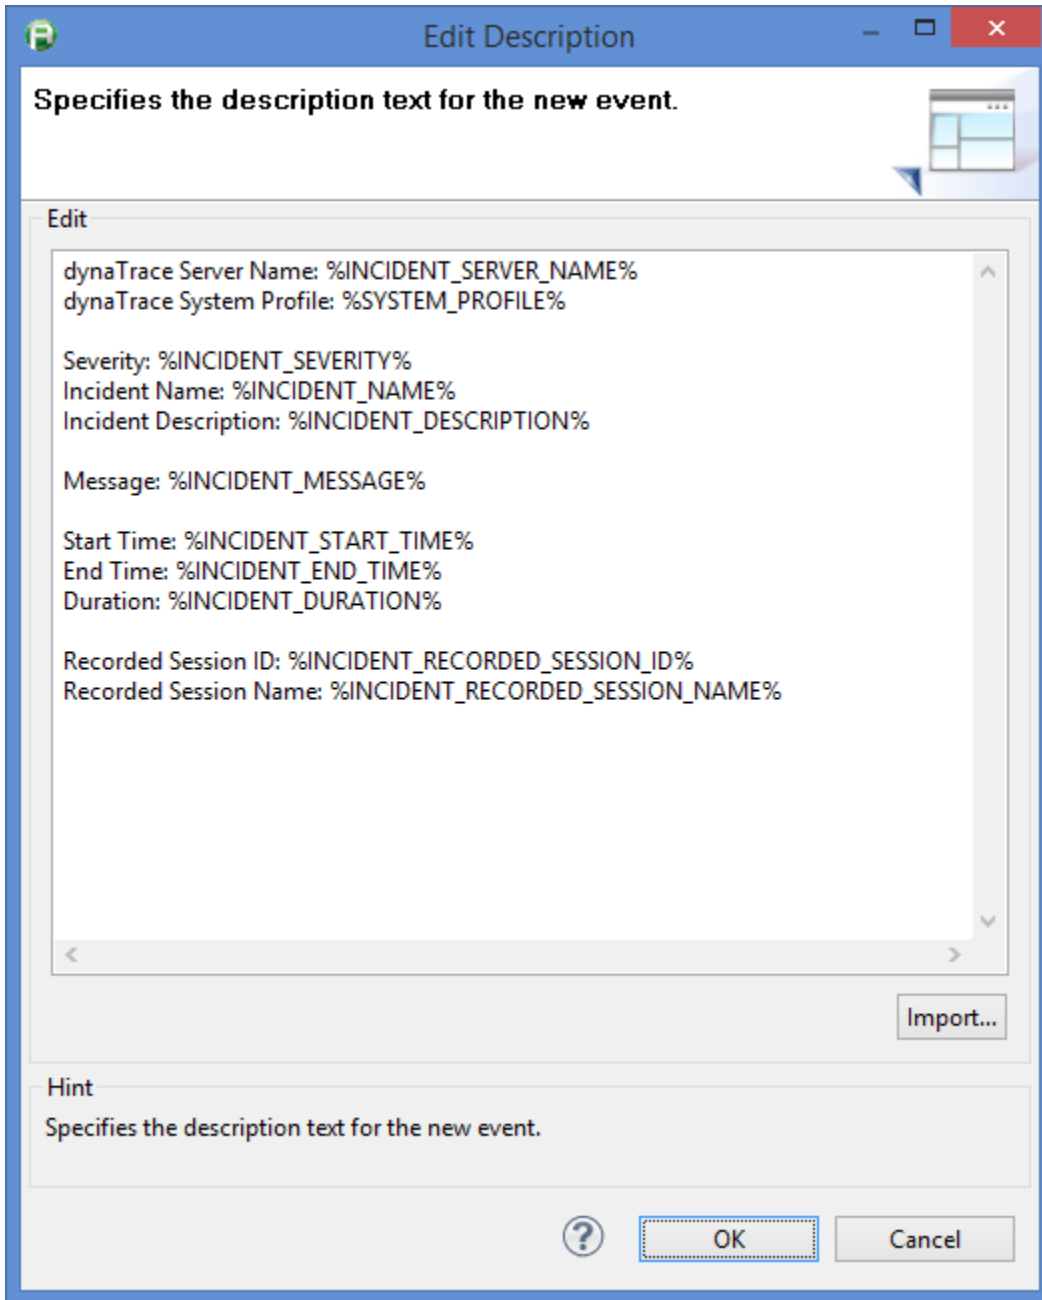 Edit Description
Specifies the description text for the new event.
Edit
dynaTrace Server Name: %INCIDENT_SERVER_NAME%
dynaTrace System Profile: %SYSTEM_PROFILE%
Severity: %INCIDENT_SEVERITY%
Incident Name: %INCIDENT_NAME%
Incident Description: %INCIDENT_DESCRIPTION%
Message: %INCIDENT_MESSAGE%
Start Time: %INCIDENT_START_TIME%
End Time: %INCIDENT_END_TIME%
Duration: %INCIDENT_DURATION%
Recorded Session ID: %INCIDENT_RECORDED_SESSION_ID%
Recorded Session Name: %INCIDENT_RECORDED_SESSION_NAME%
Import...
Hint
Specifies the description text for the new event.
? OK Cancel